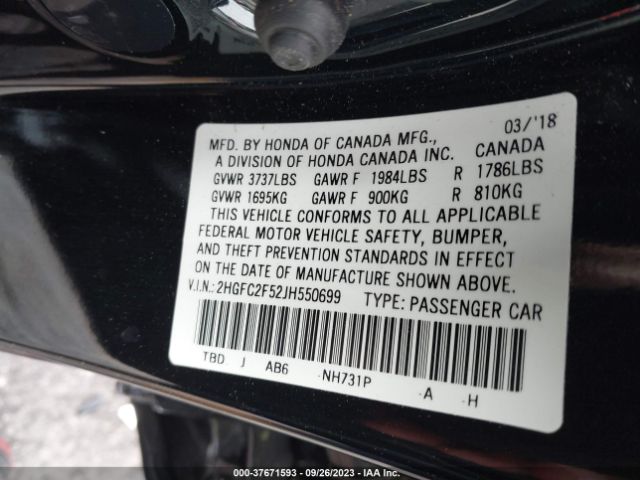 03/'18
MFD. BY HONDA OF CANADA MFG.,
A DIVISION OF HONDA CANADA INC. CANADA
GVWR 3737LBS GAWR F 1984LBS R 1786LBS
GVWR 1695KG GAWR F 900KG R 810KG
THIS VEHICLE CONFORMS TO ALL APPLICABLE
FEDERAL MOTOR VEHICLE SAFETY, BUMPER,
AND THEFT PREVENTION STANDARDS IN EFFECT
ON THE DATE OF MANUFACTURE SHOWN ABOVE.
V.I.N.: 2HGFC2F52JH550699 TYPE: PASSENGER CAR
TBD J AB6 -NH731P -A -H
000-37671593 - 09/26/2023 - IAA Inc.